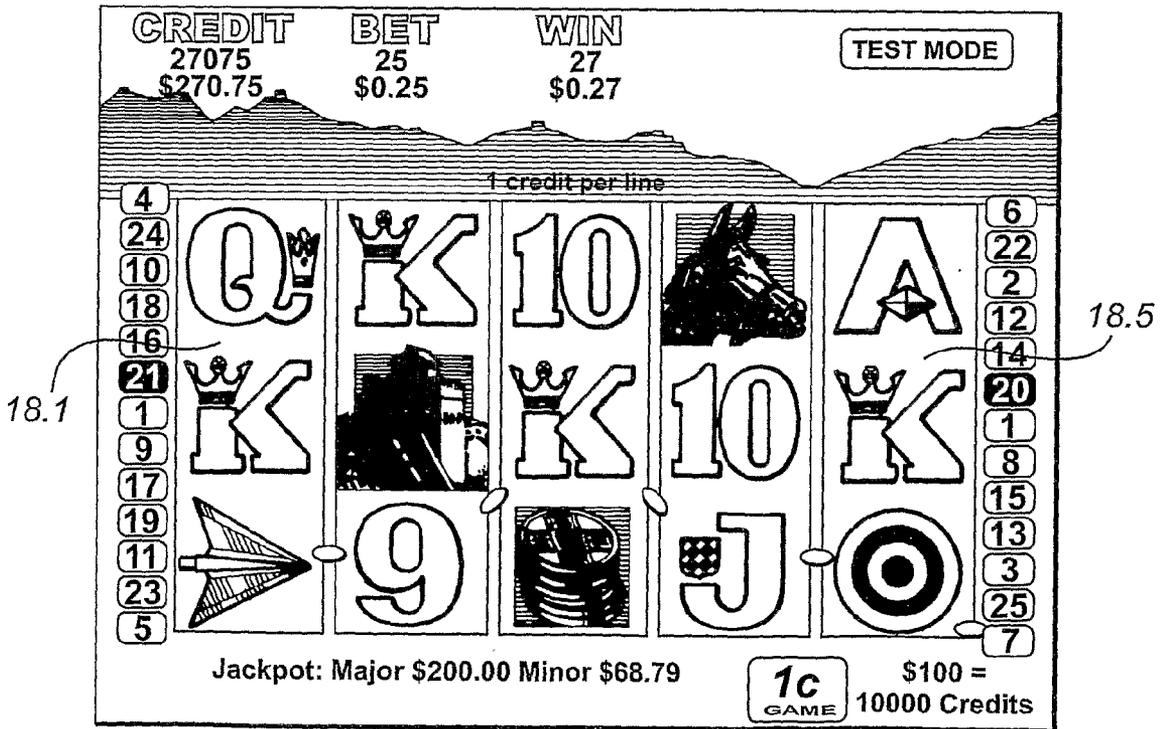 CREDIT BET WIN
27075 25 27 TEST MODE
$270.75 $0.25 $0.27
1 credit per line
4 6
24 Q K 10 A 22
10 2
18 12
16 14
18.5
21 20
18.1
1 K K 10 K 1
9 8
17 15
19 13
11 9 J 3
23 25
5 7
Jackpot: Major $200.00 Minor $68.79
1c $100 =
GAME 10000 Credits